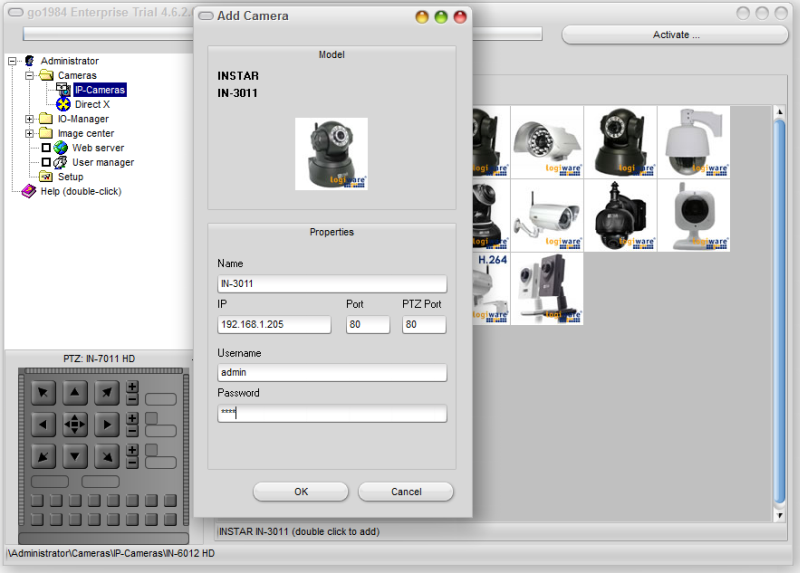 go1984 Enterprise Trial 4.6.2.
Add Camera
Activate ...
Administrator
Cameras
IP-Cameras
Direct X
IO-Manager
Image center
Web server
User manager
Setup
Help (double-click)
Model
INSTAR
IN-3011
logiware
Properties
Name
IN-3011
IP Port PTZ Port
192.168.1.205 80 80
Username
admin
Password
****
OK Cancel
logiware
logiware
logiware
logiware
ware
logiware
logiware
logiware
H.264
ware
logiware
PTZ: IN-7011 HD
INSTAR IN-3011 (double click to add)
\Administrator\Cameras\IP-Cameras\IN-6012 HD